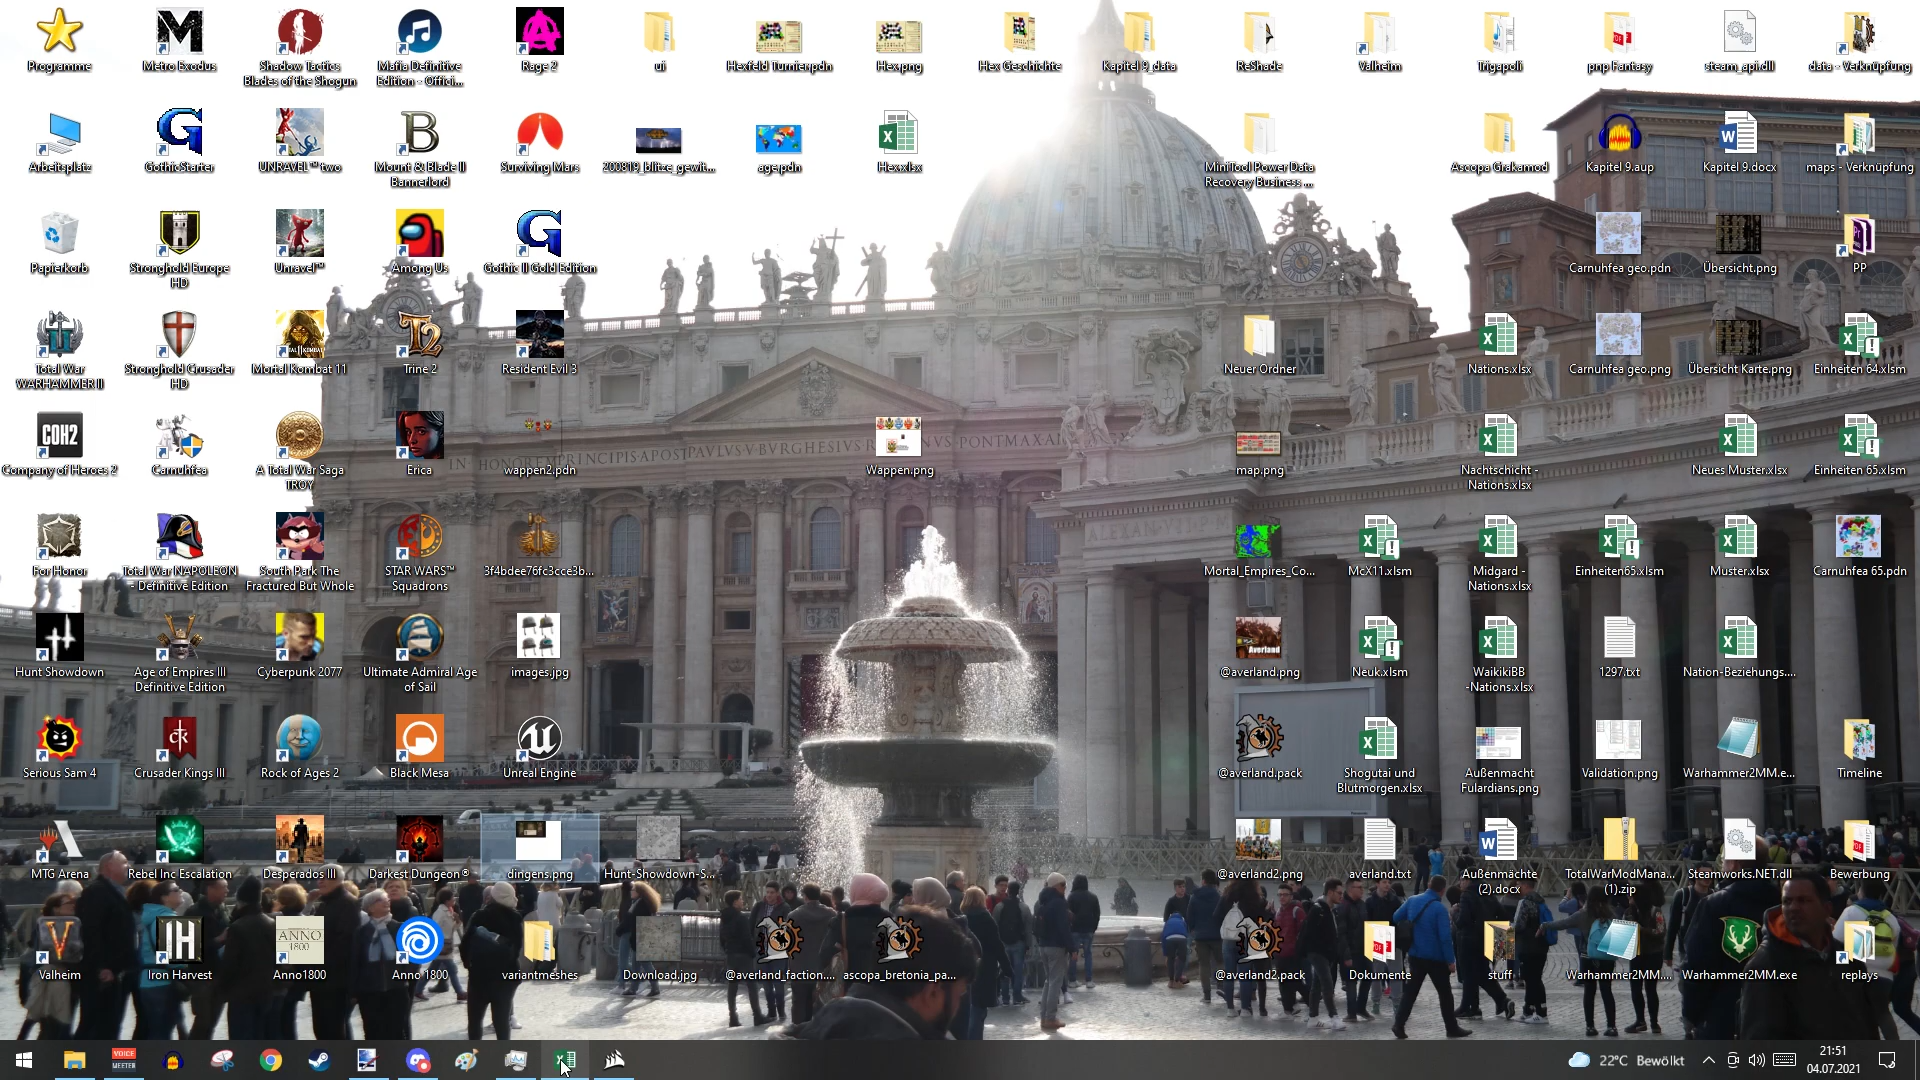 Programme
Metro Exodus
Shadow Tactics
Blades of the Shogun
Mafia Definitive
Edition - Offici...
Rage 2
ui
Hexfeld Turnier.pdn
Hex.png
Hex Geschichte
Kapitel 9_data
ReShade
Valheim
Trigapoli
pnp Fantasy
steam_api.dll
data - Verknüpfung
Arbeitsplatz
GothicStarter
UNRAVEL™ two
Mount & Blade II
Bannerlord
Surviving Mars
200819_blitze_gewit...
age.pdn
Hex.xlsx
MiniTool Power Data
Recovery Business ...
Ascopa Grakamod
Kapitel 9.aup
Kapitel 9.docx
maps - Verknüpfung
Papierkorb
Stronghold Europe
HD
Unravel™
Among Us
Gothic II Gold Edition
Carnuhfea geo.pdn
Übersicht.png
PP
Total War
WARHAMMER II
Stronghold Crusader
HD
Mortal Kombat 11
Trine 2
Resident Evil 3
Neuer Ordner
Nations.xlsx
Carnuhfea geo.png
Übersicht Karte.png
Einheiten 64.xlsm
COH2
Company of Heroes 2
Carnuhfea
A Total War Saga
TROY
Erica
wappen2.pdn
Wappen.png
map.png
Nachtschicht -
Nations.xlsx
Neues Muster.xlsx
Einheiten 65.xlsm
For Honor
Total War NAPOLEON
- Definitive Edition
South Park The
Fractured But Whole
STAR WARS™
Squadrons
3f4bdee76fc3cce3b...
Mortal_Empires_Co...
McX11.xlsm
Midgard -
Nations.xlsx
Einheiten65.xlsm
Muster.xlsx
Carnuhfea 65.pdn
Hunt Showdown
Age of Empires III
Definitive Edition
Cyberpunk 2077
Ultimate Admiral Age
of Sail
images.jpg
Averland
@averland.png
Neuk.xlsm
WaikikiBB
-Nations.xlsx
1297.txt
Nation-Beziehungs....
Serious Sam 4
Crusader Kings III
Rock of Ages 2
Black Mesa
Unreal Engine
@averland.pack
Shogutai und
Blutmorgen.xlsx
Außenmacht
Fulardians.png
Validation.png
Warhammer2MM.e...
Timeline
MTG Arena
Rebel Inc Escalation
Desperados III
Darkest Dungeon®
dingens.png
Hunt-Showdown-S...
@averland2.png
averland.txt
Außenmächte
(2).docx
TotalWarModMana...
(1).zip
Steamworks.NET.dll
Bewerbung
Valheim
Iron Harvest
ANNO
1800
Anno1800
Anno 1800
variantmeshes
Download.jpg
@averland_faction....
ascopa_bretonia_pa...
@averland2.pack
Dokumente
stuff
Warhammer2MM....
Warhammer2MM.exe
replays
VOICE
MEETER
22°C Bewölkt
21:51
04.07.2021